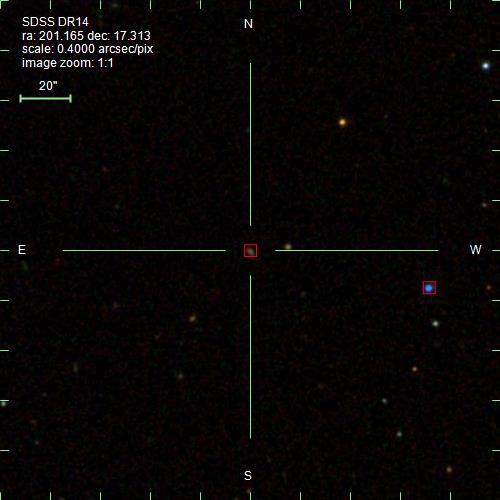 SDSS DR14
ra: 201.165 dec: 17.313
scale: 0.4000 arcsec/pix
image zoom: 1:1
20"
N
E
W
S